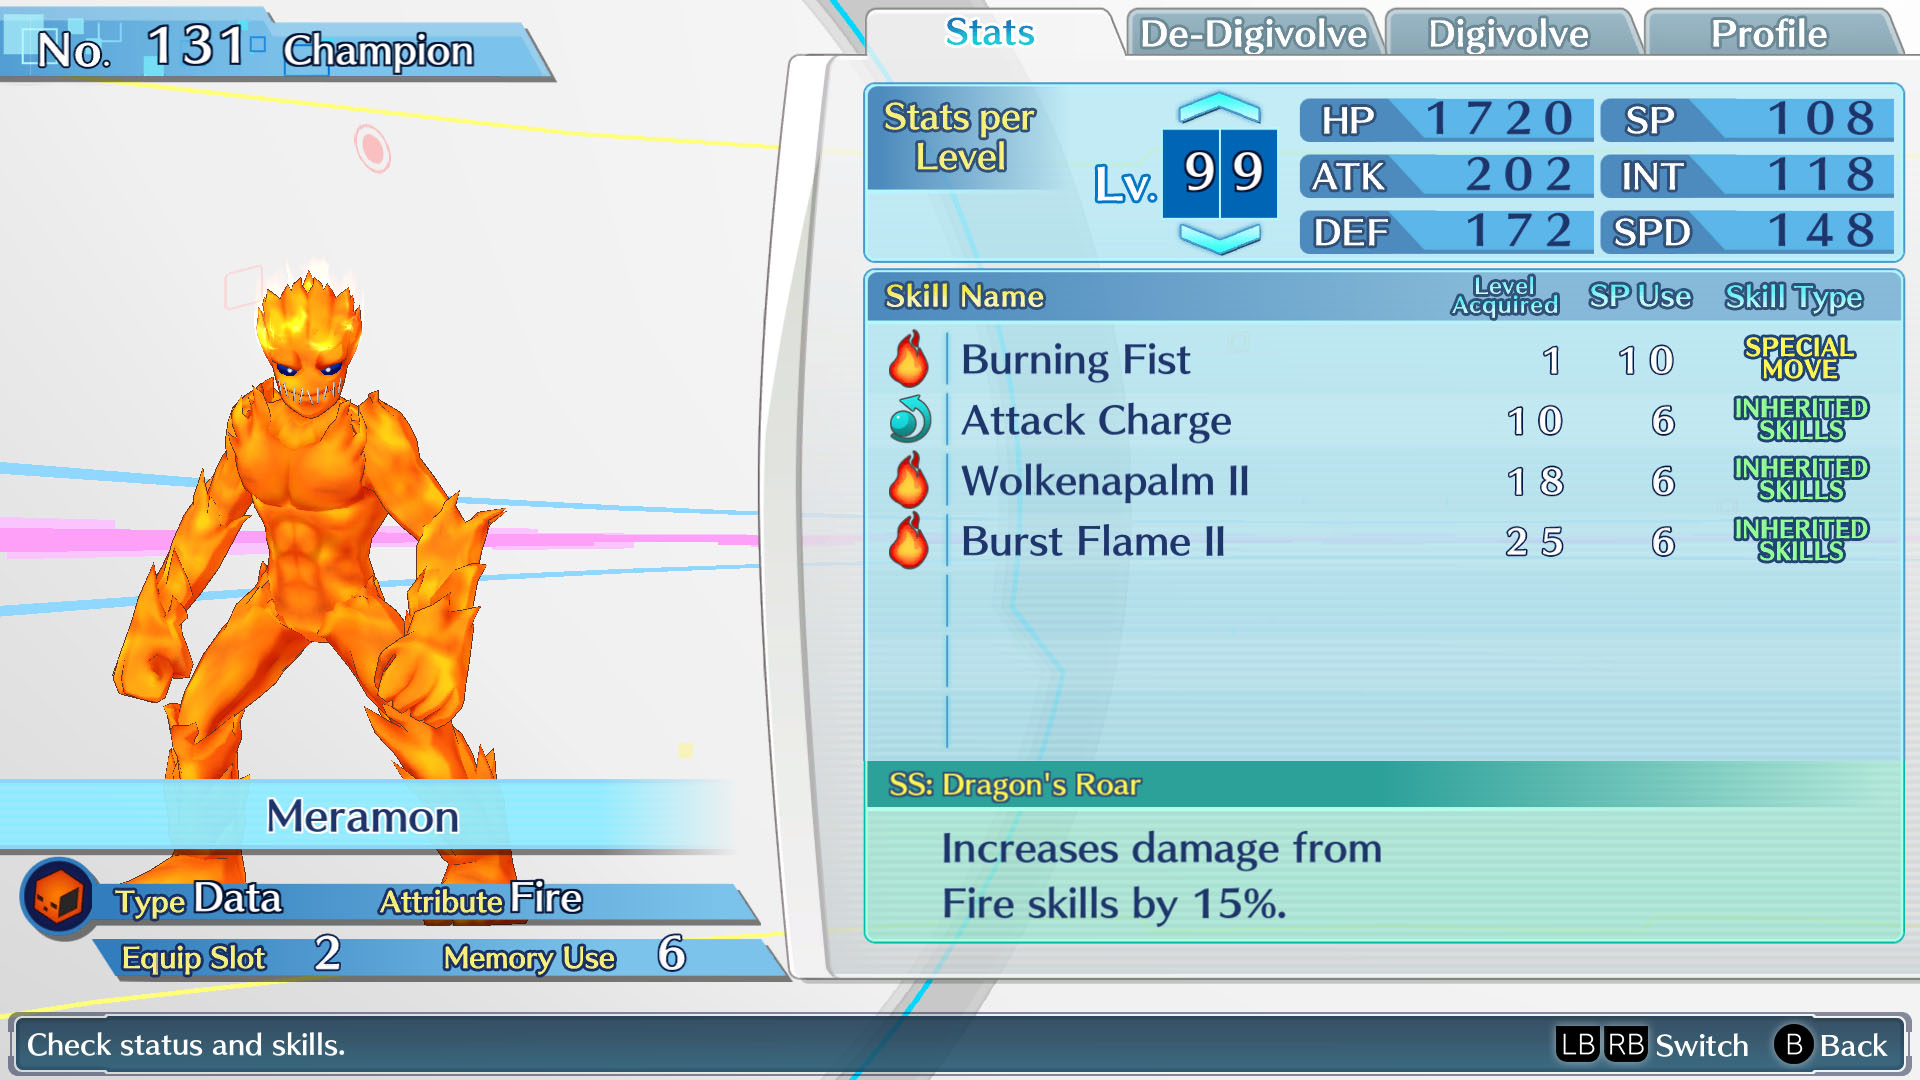 No. 131 Champion
Stats De-Digivolve Digivolve Profile
Stats per
Level
Lv. 99
HP 1720 SP 108
ATK 202 INT 118
DEF 172 SPD 148
Skill Name Level Acquired SP Use Skill Type
Burning Fist 1 10 SPECIAL MOVE
Attack Charge 10 6 INHERITED SKILLS
Wolkenapalm II 18 6 INHERITED SKILLS
Burst Flame II 25 6 INHERITED SKILLS
SS: Dragon's Roar
Increases damage from
Fire skills by 15%.
Meramon
Type Data Attribute Fire
Equip Slot 2 Memory Use 6
Check status and skills.
LB RB Switch B Back